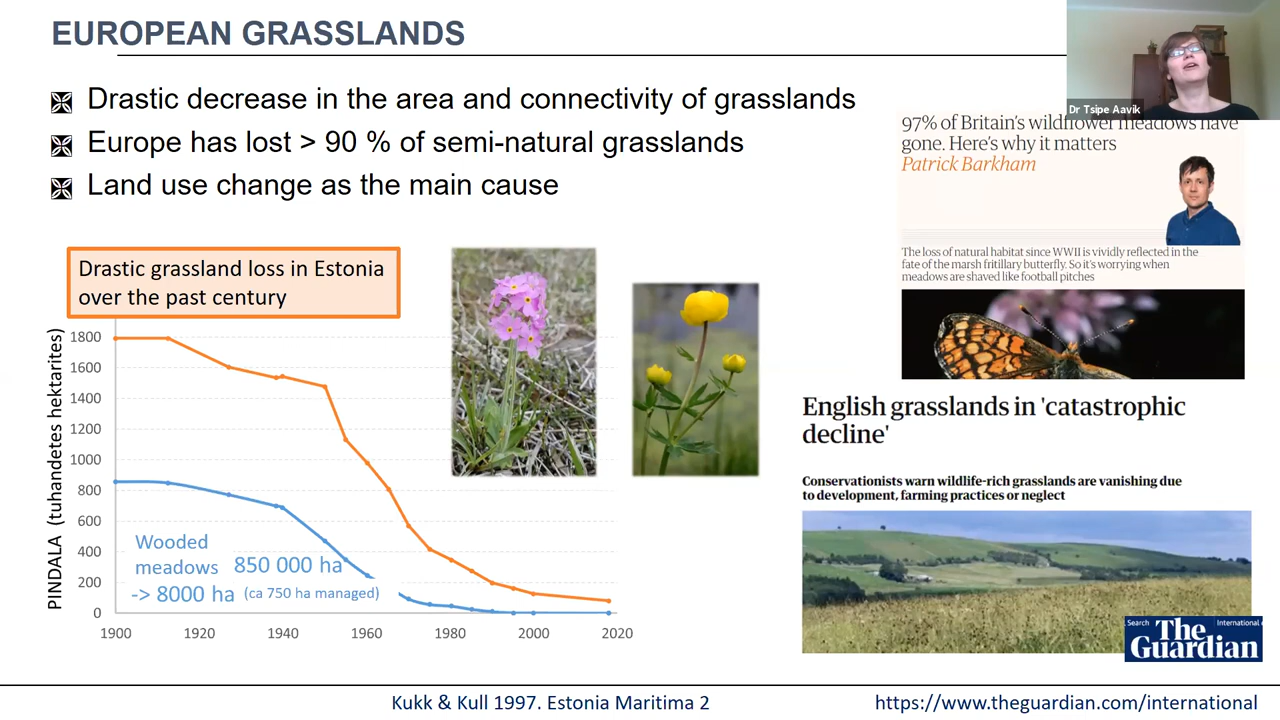 EUROPEAN GRASSLANDS
Drastic decrease in the area and connectivity of grasslands
Europe has lost > 90 % of semi-natural grasslands
Land use change as the main cause
Dr Tsipe Aavik
97% of Britain's wildflower meadows have
gone. Here's why it matters
Patrick Barkham
The loss of natural habitat since WWII is vividly reflected in the
fate of the marsh fritillary butterfly. So it's worrying when
meadows are shaved like football pitches
Drastic grassland loss in Estonia
over the past century
PINDALA (tuhandetes hektarites)
1800
1600
1400
1200
1000
800
600
400
200
0
1900
1920
1940
1960
1980
2000
2020
Wooded
meadows 850 000 ha
-> 8000 ha (ca 750 ha managed)
English grasslands in 'catastrophic
decline'
Conservationists warn wildlife-rich grasslands are vanishing due
to development, farming practices or neglect
Search
International
The
Guardian
Kukk & Kull 1997. Estonia Maritima 2
https://www.theguardian.com/international